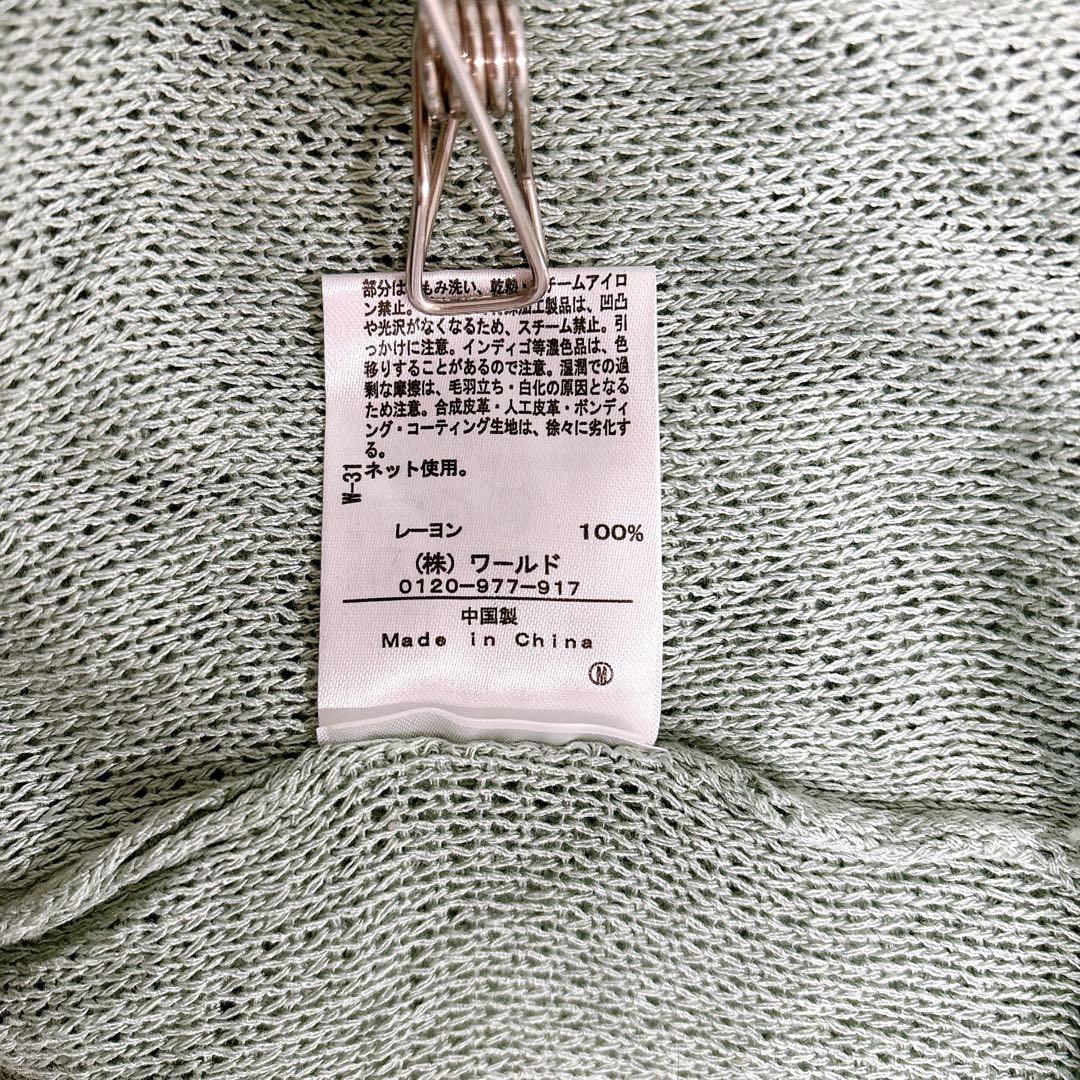 部分は もみ洗い、乾熱・ チームアイロ
ン禁止。 加工製品は、凹凸
や光沢がなくなるため、スチーム禁止。引
っかけに注意。インディゴ等濃色品は、色
移りすることがあるので注意。湿潤での過
剰な摩擦は、毛羽立ち・白化の原因となる
ため注意。合成皮革・人工皮革・ボンディ
ング・コーティング生地は、徐々に劣化す
る。
ネット使用。
W-31
レーヨン 100%
(株)ワールド
0120-977-917
中国製
Made in China
M